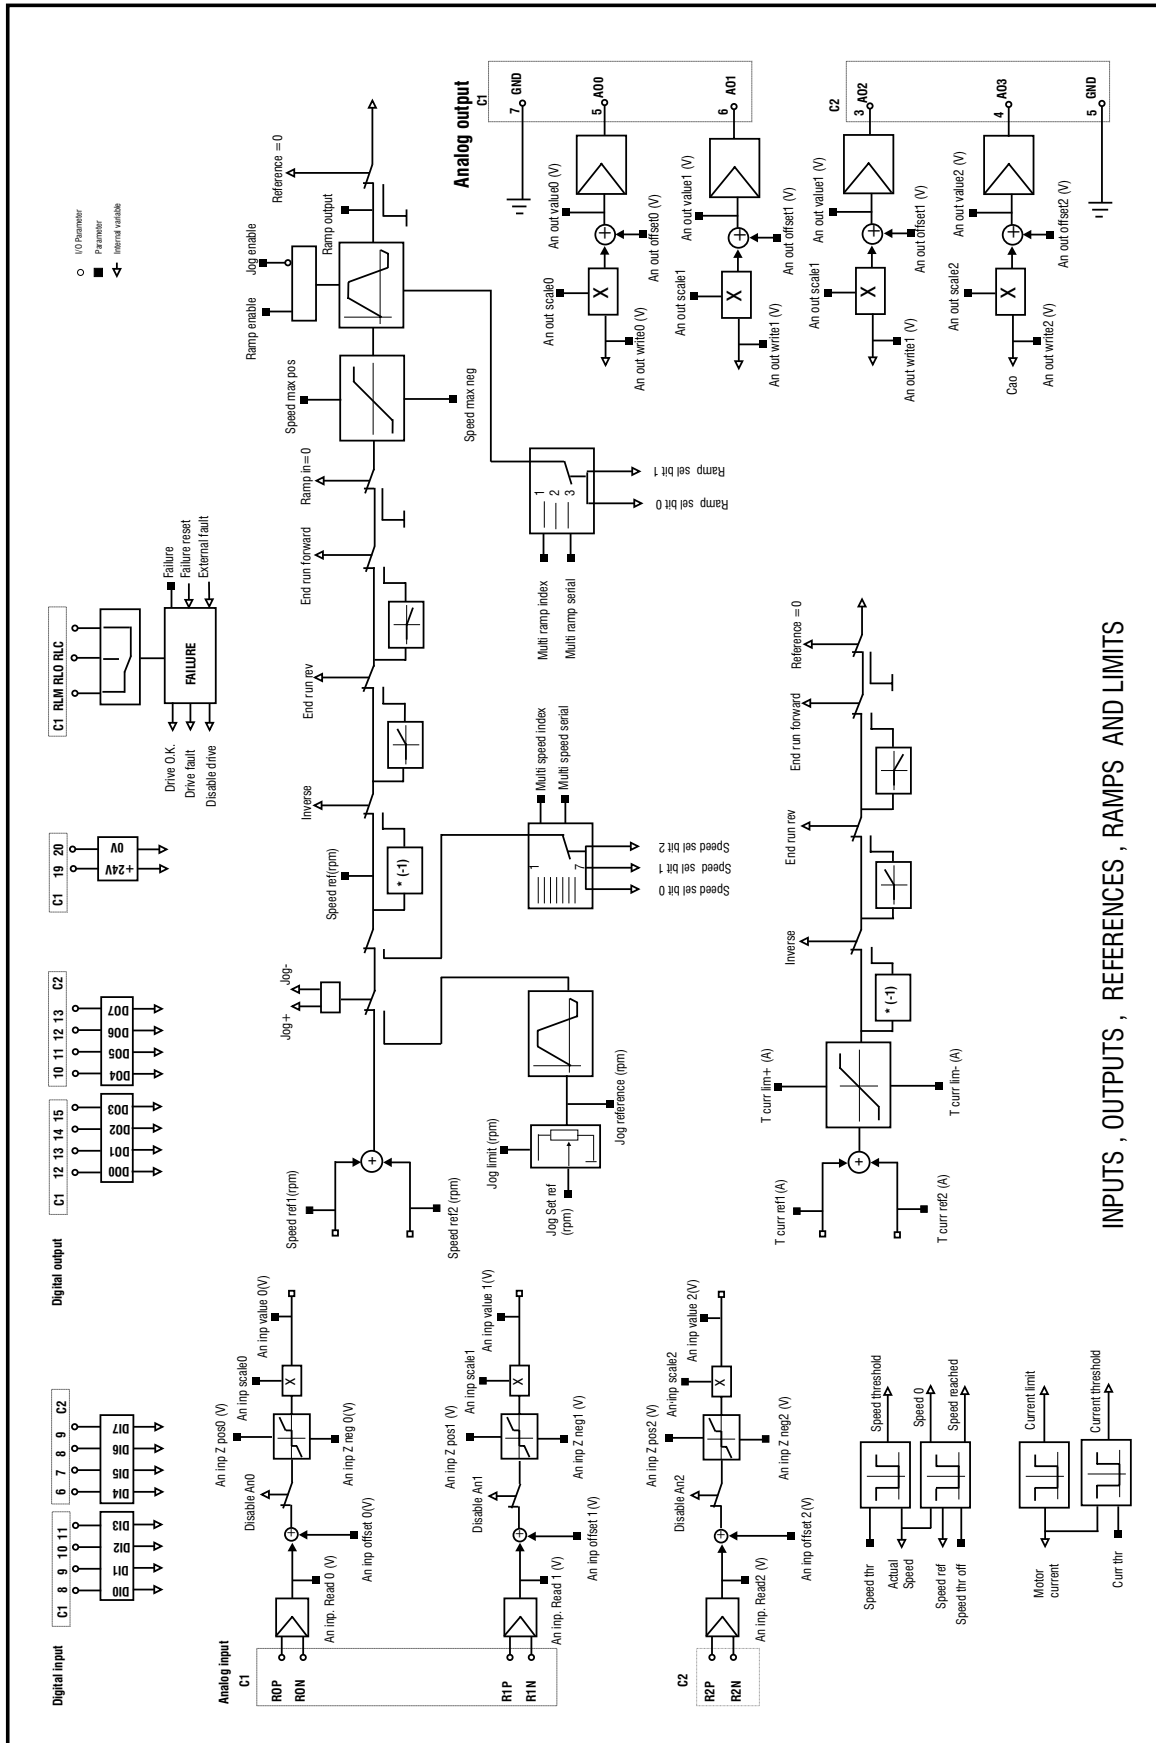 INPUTS , OUTPUTS , REFERENCES , RAMPS AND LIMITS
I/O Parameter
Parameter
Internal variable
Digital input
C1 8 9 10 11
DI0 DI1 DI2 DI3
6 7 8 9 C2
DI4 DI5 DI6 DI7
Digital output
C1 12 13 14 15
DO0 DO1 DO2 DO3
10 11 12 13 C2
DO4 DO5 DO6 DO7
C1 19 20
+24V 0V
C1 RLM RLO RLC
FAILURE
Failure
Failure reset
External fault
Drive O.K.
Drive fault
Disable drive
Analog input
C1
R0P
R0N
An inp. Read 0 (V)
An inp offset 0(V)
Disable An0
An inp Z pos0 (V)
An inp Z neg 0(V)
An inp scale0
X
An inp value 0(V)
R1P
R1N
An inp. Read 1 (V)
An inp offset 1 (V)
Disable An1
An inp Z pos1 (V)
An inp Z neg1 (V)
An inp scale1
X
An inp value 1(V)
C2
R2P
R2N
An inp. Read2 (V)
An inp offset 2(V)
Disable An2
An inp Z pos2 (V)
An inp Z neg2 (V)
An inp scale2
X
An inp value 2(V)
Speed ref1(rpm)
Speed ref2 (rpm)
+
Jog+
Jog-
Speed ref(rpm)
* (-1)
Inverse
End run rev
End run forward
Ramp in=0
Speed max pos
Speed max neg
Ramp enable
Jog enable
Ramp output
Reference = 0
Jog limit (rpm)
Jog Set ref
(rpm)
Jog reference (rpm)
Multi speed index
Multi speed serial
1
7
Speed sel bit 0
Speed sel bit 1
Speed sel bit 2
Multi ramp index
Multi ramp serial
1
2
3
Ramp sel bit 0
Ramp sel bit 1
Analog output
C1
7 GND
5 AO0
An out value0 (V)
An out offset0 (V)
An out scale0
X
An out write0 (V)
6 AO1
An out value1 (V)
An out offset1 (V)
An out scale1
X
An out write1 (V)
C2
3 AO2
An out value1 (V)
An out offset1 (V)
An out scale1
X
An out write1 (V)
4 AO3
An out value2 (V)
An out offset2 (V)
An out scale2
X
Cao
An out write2 (V)
5 GND
T curr ref1(A)
T curr ref2 (A)
+
T curr lim+ (A)
T curr lim- (A)
* (-1)
Inverse
End run rev
End run forward
Reference = 0
Speed thr
Actual
Speed
Speed ref
Speed thr off
Speed threshold
Speed 0
Speed reached
Motor
current
Curr thr
Current limit
Current threshold